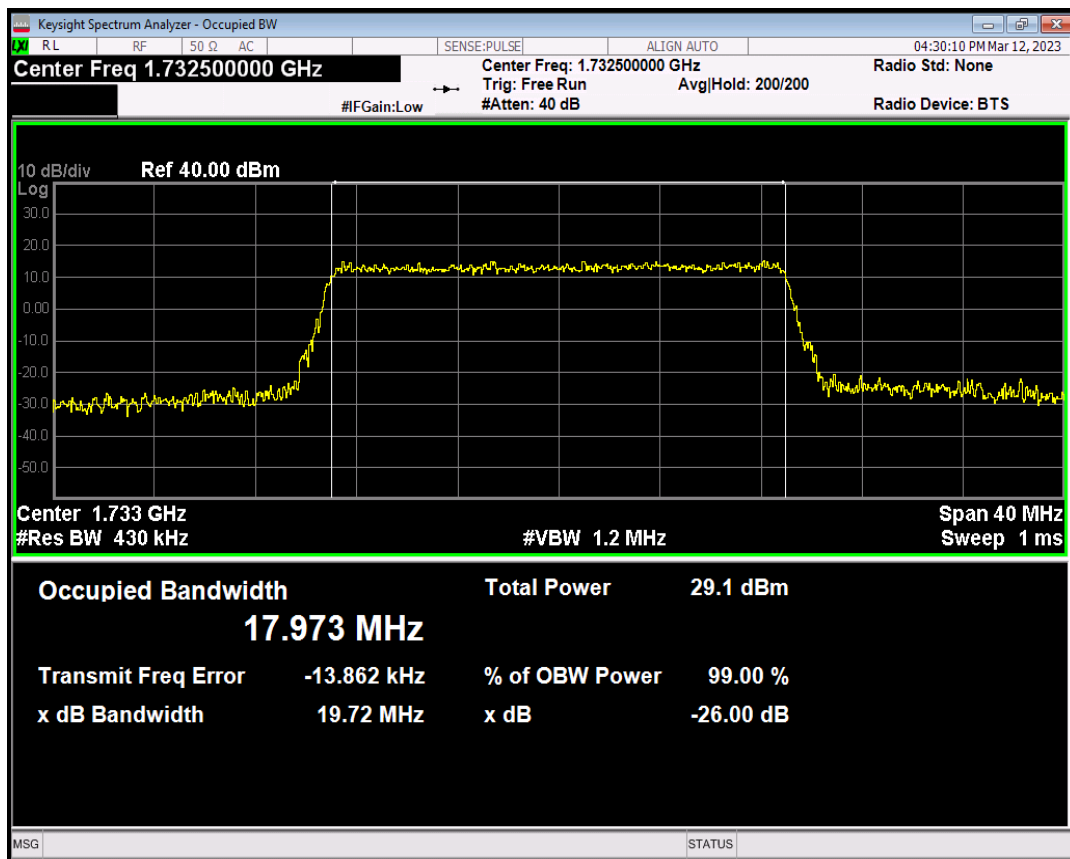 Keysight Spectrum Analyzer - Occupied BW
LXI RL RF 50 Ω AC SENSE:PULSE ALIGN AUTO 04:30:10 PM Mar 12, 2023
Center Freq 1.732500000 GHz Center Freq: 1.732500000 GHz Radio Std: None
Trig: Free Run Avg|Hold: 200/200
#IFGain:Low #Atten: 40 dB Radio Device: BTS
10 dB/div Ref 40.00 dBm
Log
30.0
20.0
10.0
0.00
-10.0
-20.0
-30.0
-40.0
-50.0
Center 1.733 GHz Span 40 MHz
#Res BW 430 kHz #VBW 1.2 MHz Sweep 1 ms
Occupied Bandwidth Total Power 29.1 dBm
17.973 MHz
Transmit Freq Error -13.862 kHz % of OBW Power 99.00 %
x dB Bandwidth 19.72 MHz x dB -26.00 dB
MSG STATUS